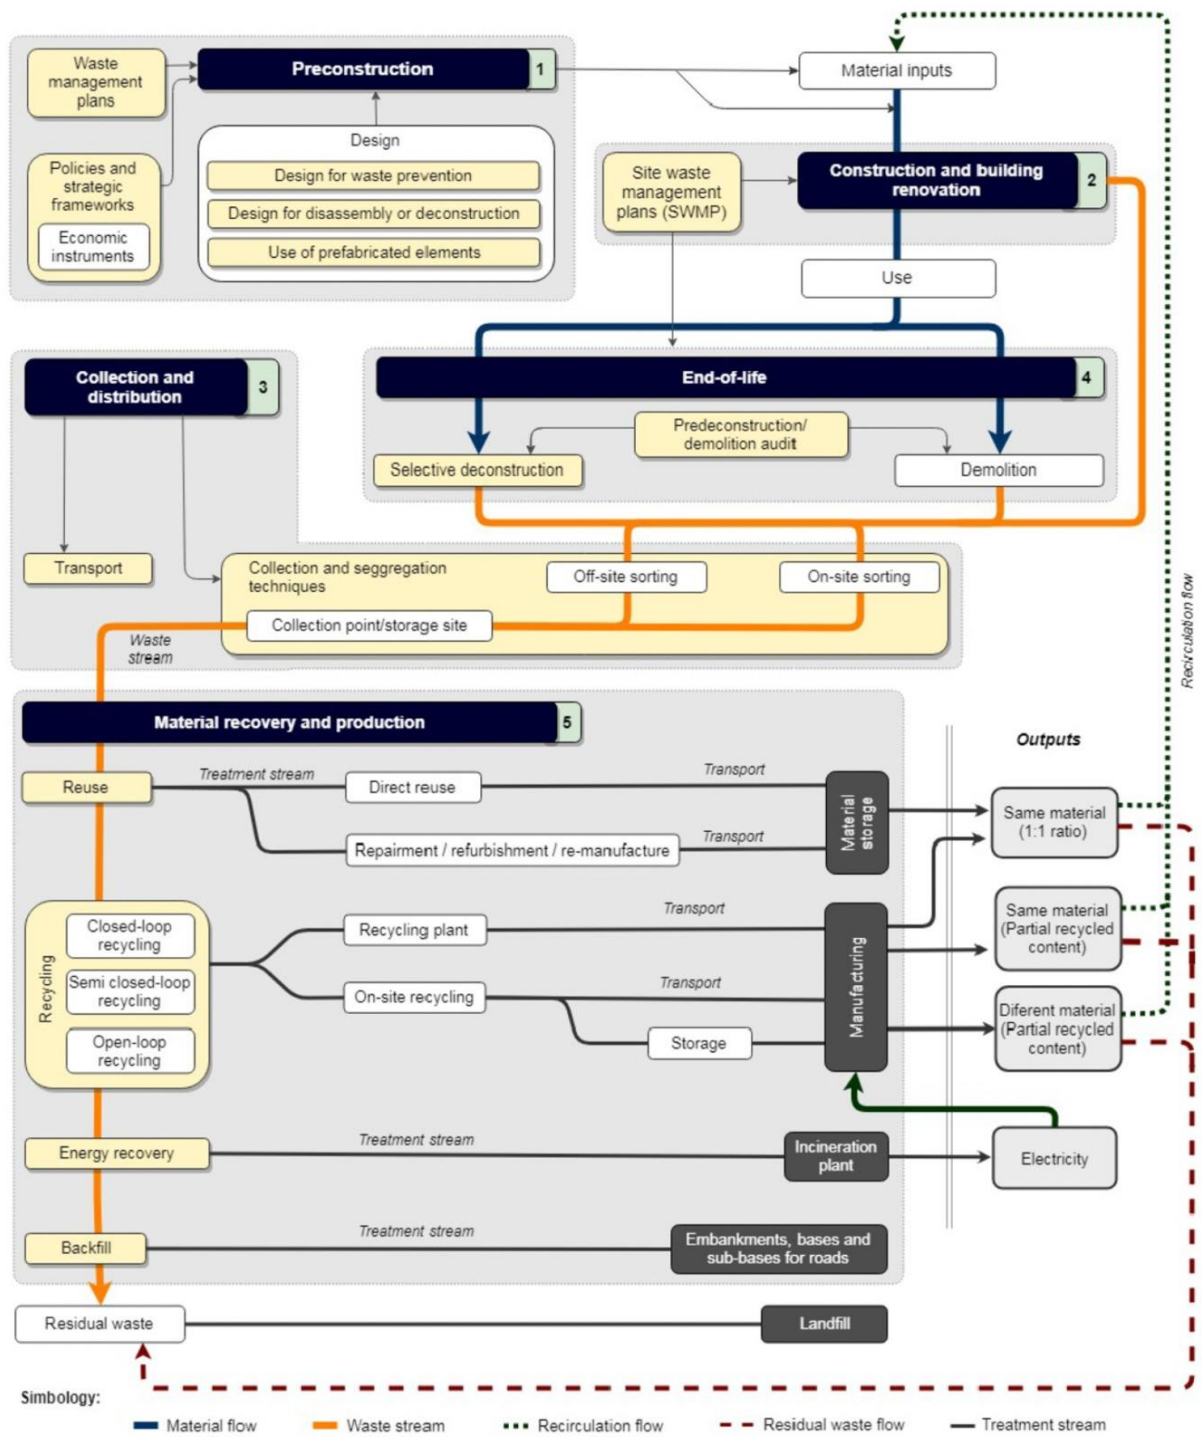 Waste
management
plans
Preconstruction
1
Material inputs
Design
Design for waste prevention
Design for disassembly or deconstruction
Use of prefabricated elements
Policies and
strategic
frameworks
Economic
instruments
Site waste
management
plans (SWMP)
Construction and building
renovation
2
Use
Collection and
distribution
3
End-of-life
4
Predeconstruction/
demolition audit
Selective deconstruction
Demolition
Transport
Collection and seggregation
techniques
Off-site sorting
On-site sorting
Collection point/storage site
Waste
stream
Recirculation flow
Material recovery and production
5
Outputs
Reuse
Treatment stream
Direct reuse
Transport
Repairment / refurbishment / re-manufacture
Transport
Material
storage
Same material
(1:1 ratio)
Recycling
Closed-loop
recycling
Semi closed-loop
recycling
Open-loop
recycling
Recycling plant
Transport
On-site recycling
Transport
Storage
Manufacturing
Same material
(Partial recycled
content)
Diferent material
(Partial recycled
content)
Energy recovery
Treatment stream
Incineration
plant
Electricity
Backfill
Treatment stream
Embankments, bases and
sub-bases for roads
Residual waste
Landfill
Simbology:
Material flow
Waste stream
Recirculation flow
Residual waste flow
Treatment stream